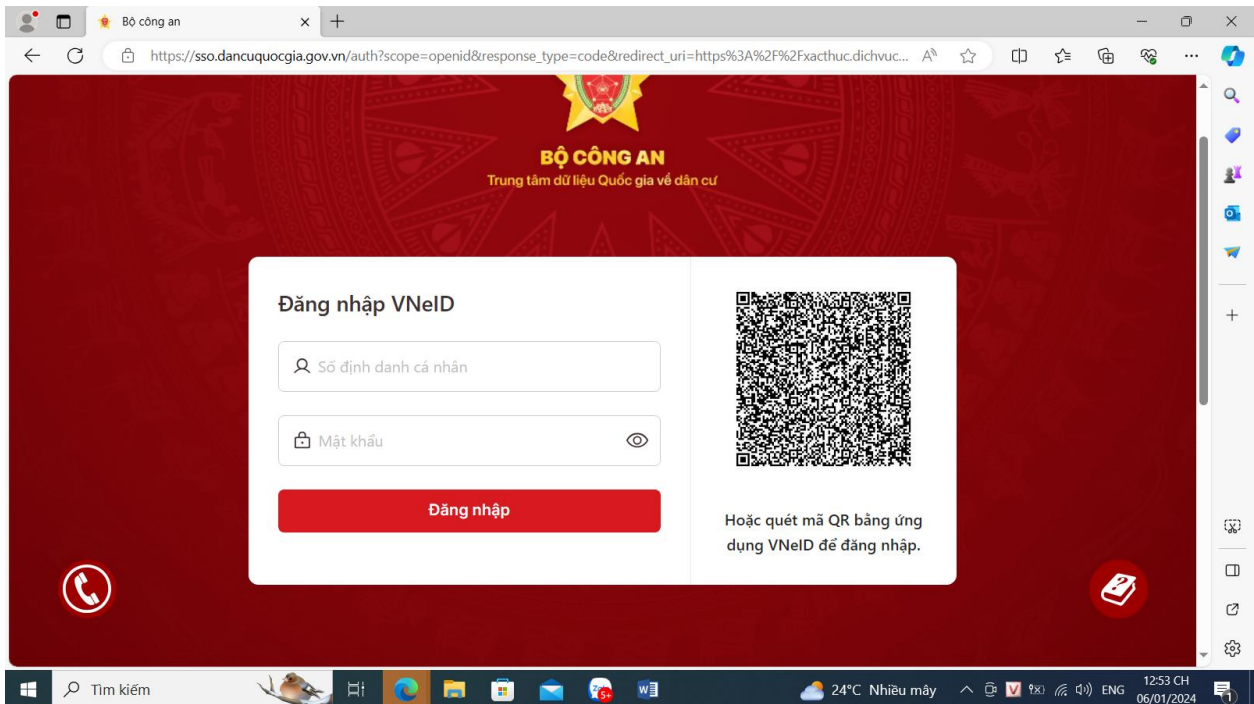 Bộ công an
https://sso.dancuquocgia.gov.vn/auth?scope=openid&response_type=code&redirect_uri=https%3A%2F%2Fxacthuc.dichvuc...
BỘ CÔNG AN
Trung tâm dữ liệu Quốc gia về dân cư
Đăng nhập VNeID
Số định danh cá nhân
Mật khẩu
Đăng nhập
Hoặc quét mã QR bằng ứng
dụng VNeID để đăng nhập.
Tìm kiếm
24°C Nhiều mây
ENG
12:53 CH
06/01/2024